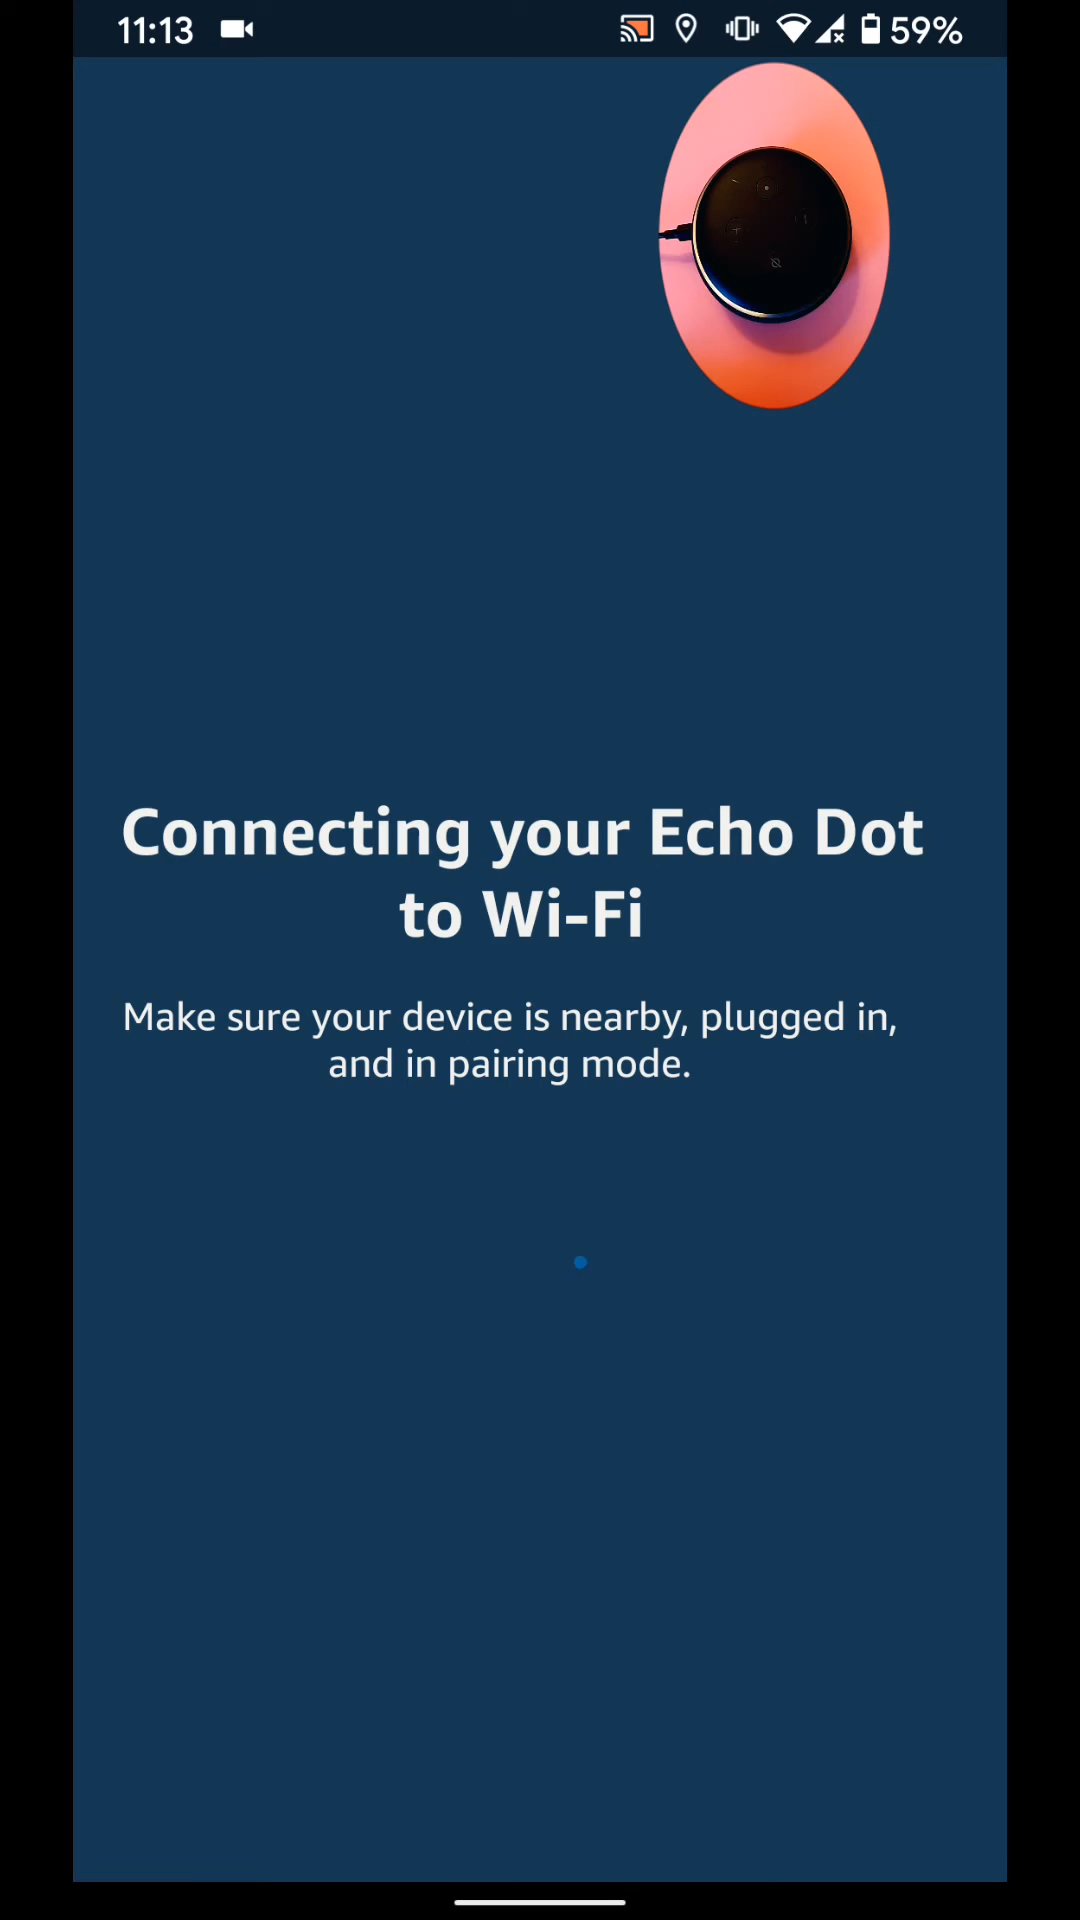 11:13
59%
Connecting your Echo Dot
to Wi-Fi
Make sure your device is nearby, plugged in,
and in pairing mode.